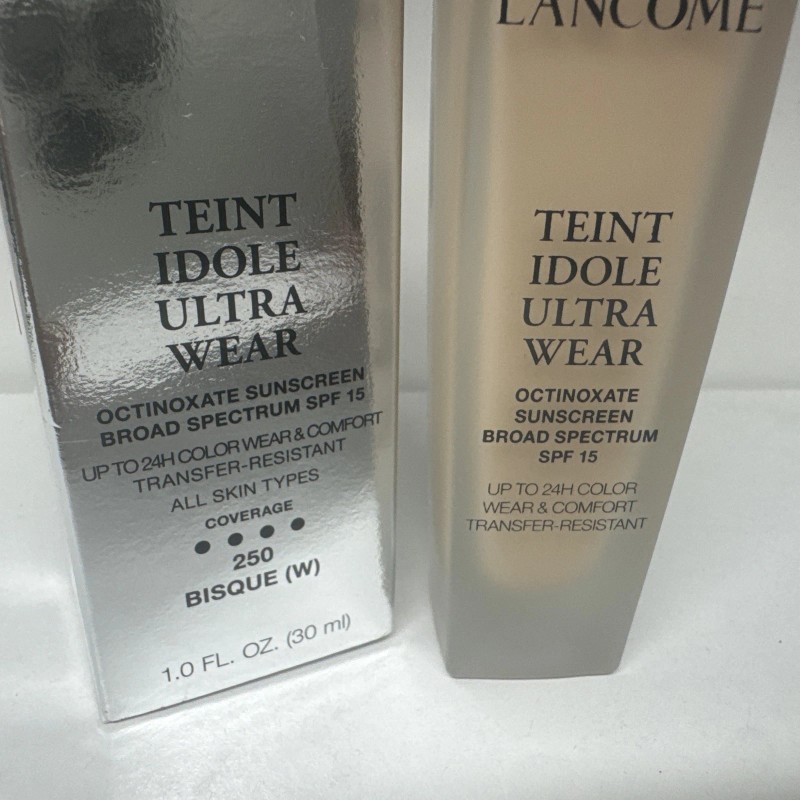 TEINT
IDOLE
ULTRA
WEAR
OCTINOXATE SUNSCREEN
BROAD SPECTRUM SPF 15
UP TO 24H COLOR WEAR & COMFORT
TRANSFER-RESISTANT
ALL SKIN TYPES
COVERAGE
250
BISQUE (W)
1.0 FL. OZ. (30 ml)
LANCÔME
TEINT
IDOLE
ULTRA
WEAR
OCTINOXATE
SUNSCREEN
BROAD SPECTRUM
SPF 15
UP TO 24H COLOR
WEAR & COMFORT
TRANSFER-RESISTANT